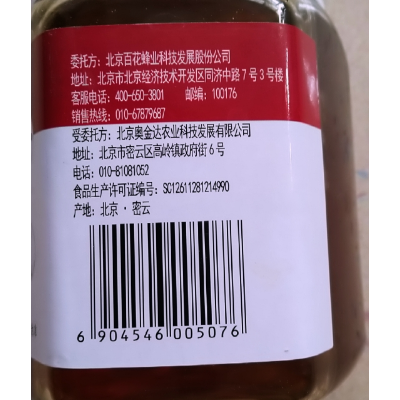 委托方：北京百花蜂业科技发展股份公司
地址：北京市北京经济技术开发区同济中路7号3号楼
客服电话：400-650-3801 邮编：100176
销售热线：010-67879687
受委托方：北京奥金达农业科技发展有限公司
地址：北京市密云区高岭镇政府街6号
电话：010-81081052
食品生产许可证编号：SC12611281214990
产地：北京·密云
6 904546 005076